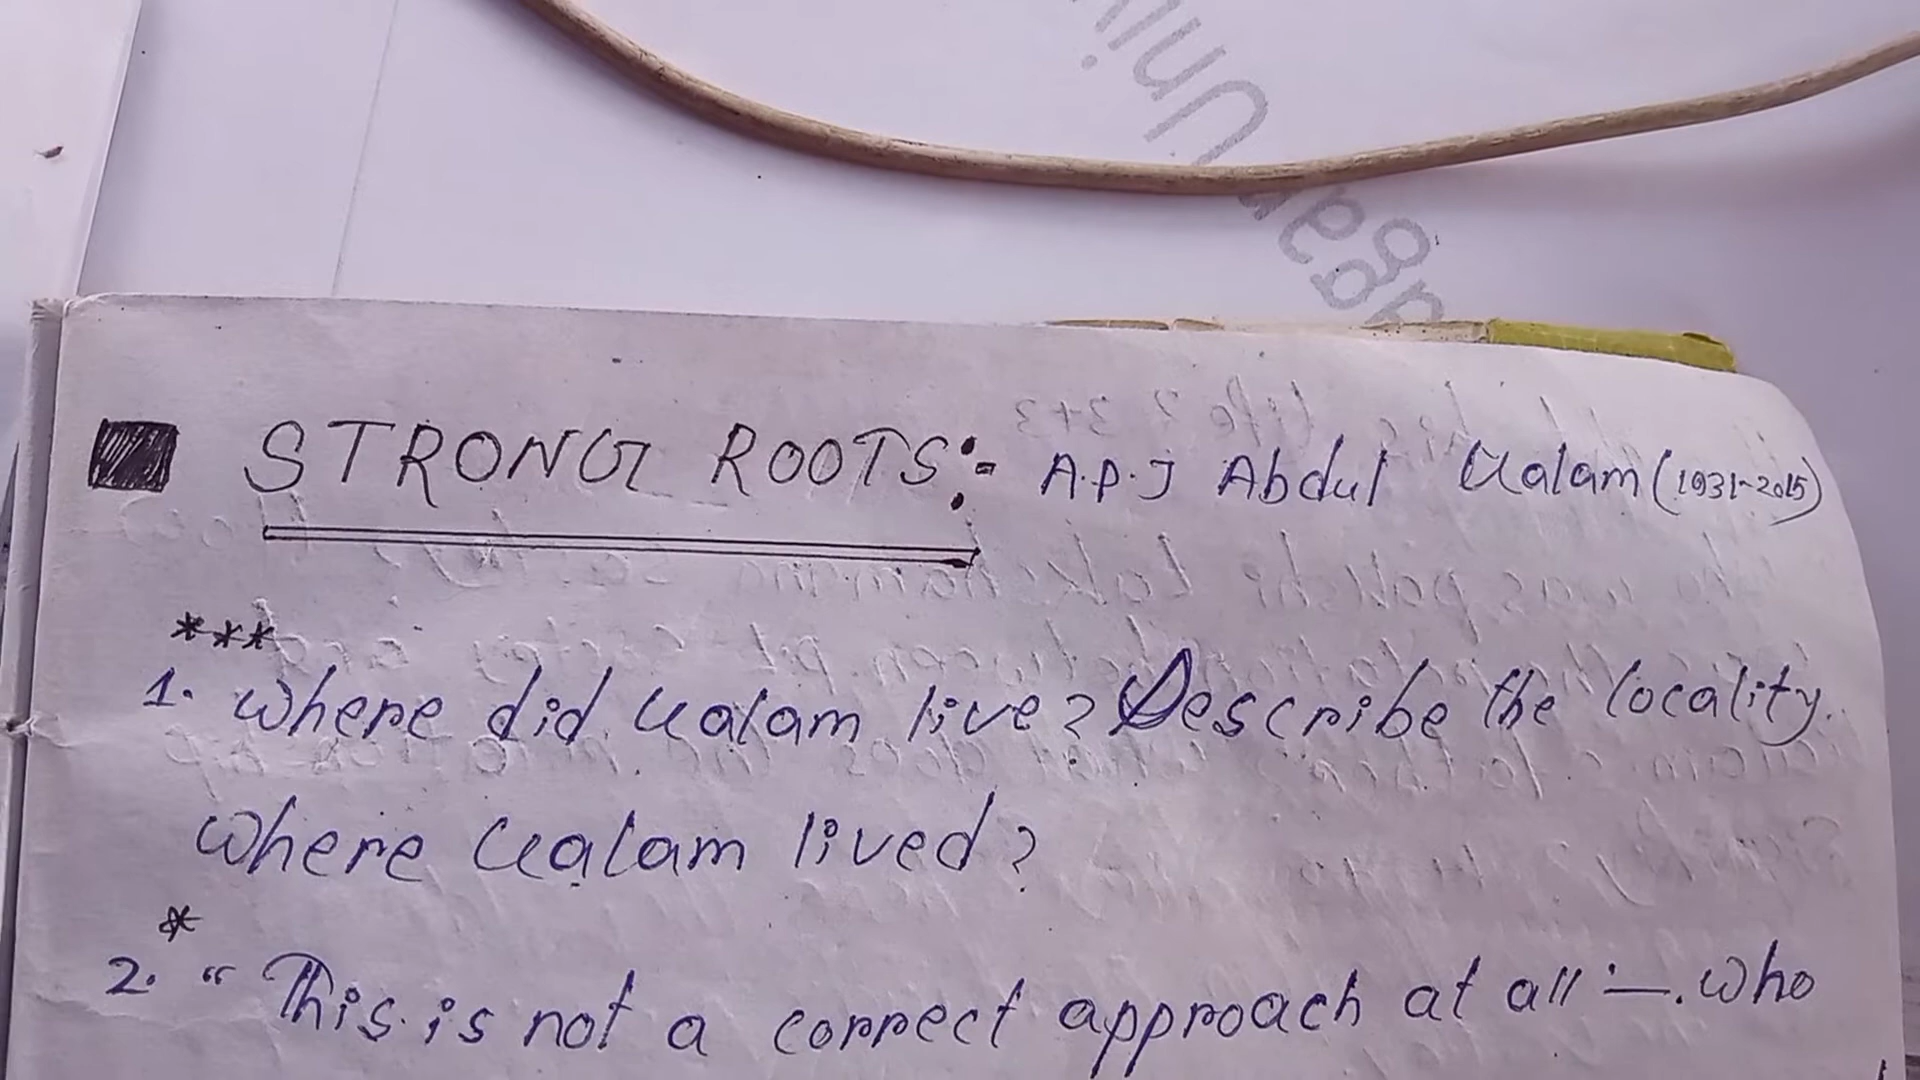 STRONG ROOTS:- A.P.J Abdul Kalam (1931-2015)
***
1. Where did Kalam live? Describe the locality.
where Kalam lived?
*
2. "This is not a correct approach at all :—. who